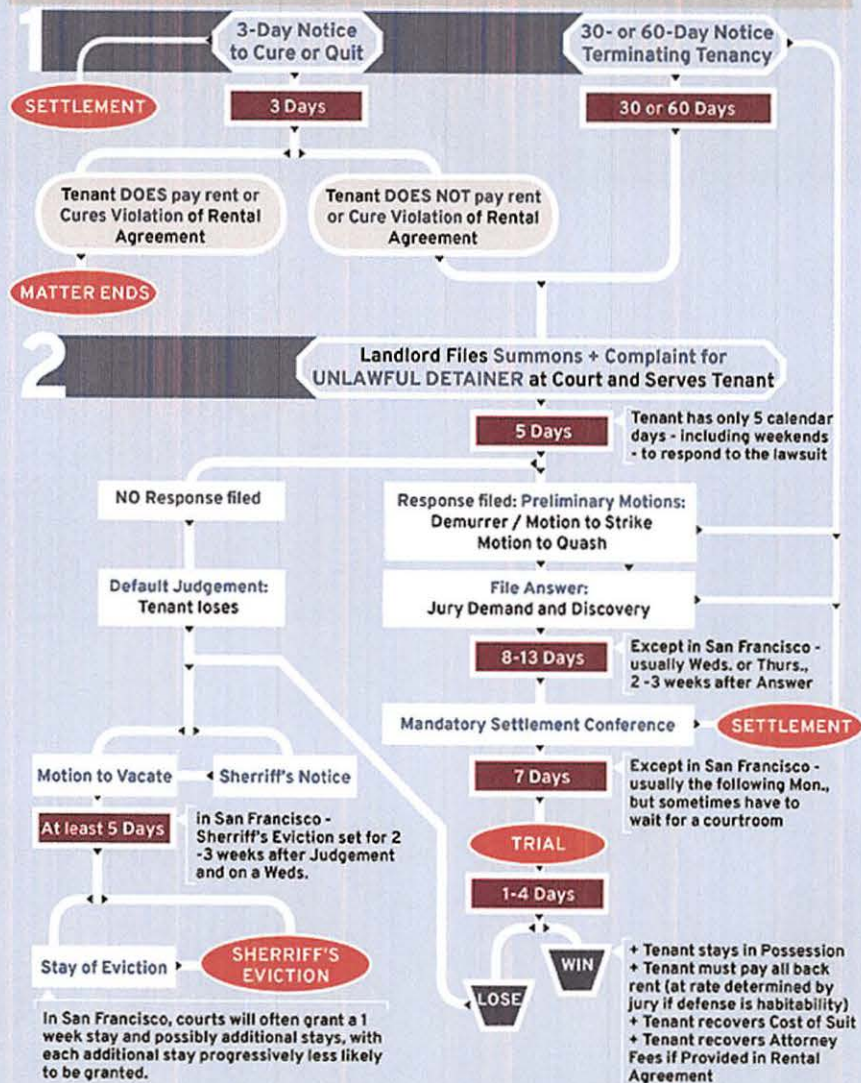 1
3-Day Notice
to Cure or Quit
30- or 60-Day Notice
Terminating Tenancy
SETTLEMENT
3 Days
30 or 60 Days
Tenant DOES pay rent or
Cures Violation of Rental
Agreement
Tenant DOES NOT pay rent
or Cure Violation of Rental
Agreement
MATTER ENDS
2
Landlord Files Summons + Complaint for
UNLAWFUL DETAINER at Court and Serves Tenant
5 Days
Tenant has only 5 calendar
days - including weekends
- to respond to the lawsuit
NO Response filed
Response filed: Preliminary Motions:
Demurrer / Motion to Strike
Motion to Quash
Default Judgement:
Tenant loses
File Answer:
Jury Demand and Discovery
8-13 Days
Except in San Francisco -
usually Weds. or Thurs.,
2 -3 weeks after Answer
Mandatory Settlement Conference
SETTLEMENT
Motion to Vacate
Sherriff's Notice
7 Days
Except in San Francisco -
usually the following Mon.,
but sometimes have to
wait for a courtroom
At least 5 Days
in San Francisco -
Sherriff's Eviction set for 2
-3 weeks after Judgement
and on a Weds.
TRIAL
1-4 Days
Stay of Eviction
SHERRIFF'S
EVICTION
LOSE
WIN
+ Tenant stays in Possession
+ Tenant must pay all back
rent (at rate determined by
jury if defense is habitability)
+ Tenant recovers Cost of Suit
+ Tenant recovers Attorney
Fees if Provided in Rental
Agreement
In San Francisco, courts will often grant a 1
week stay and possibly additional stays, with
each additional stay progressively less likely
to be granted.